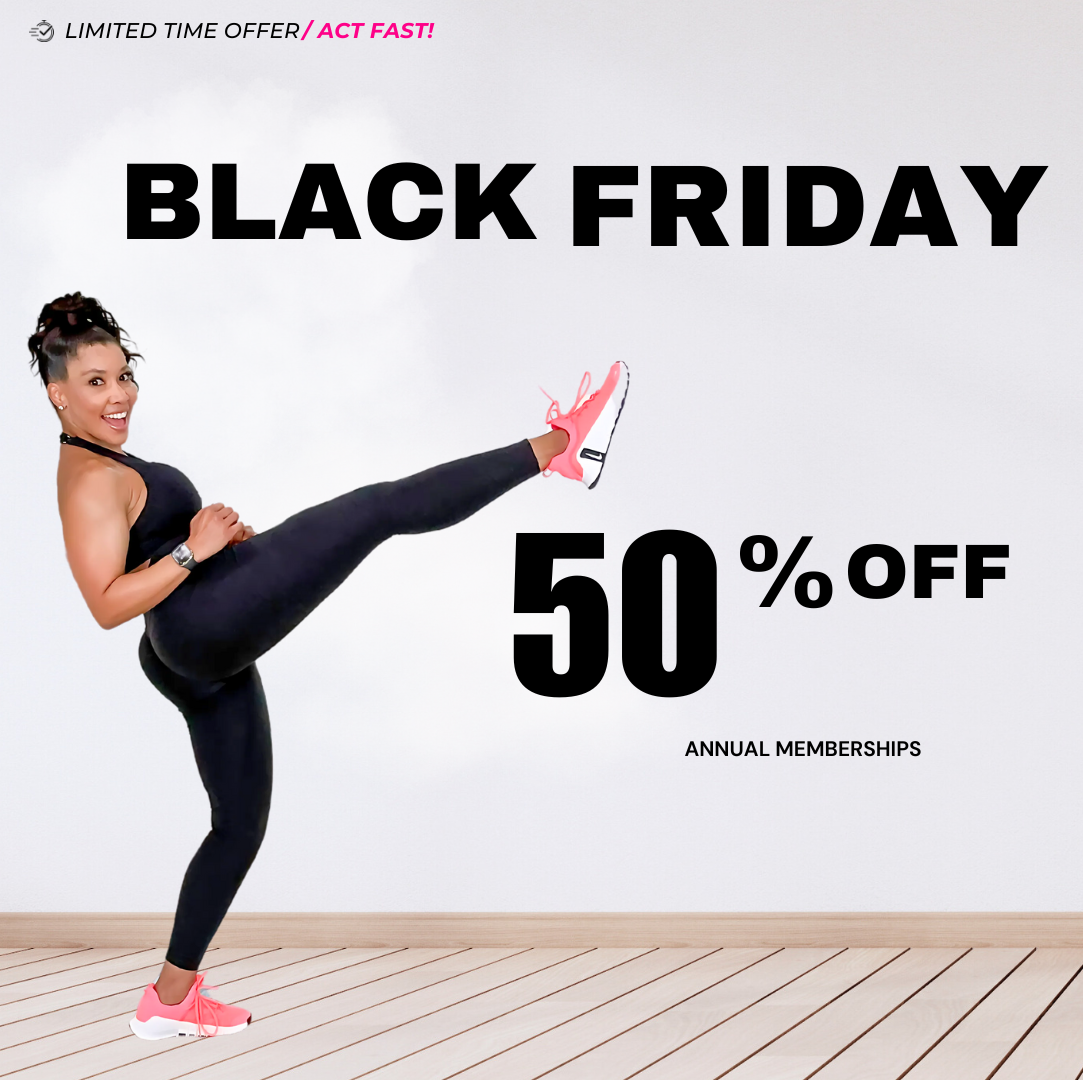 LIMITED TIME OFFER/ ACT FAST!
BLACK FRIDAY
50% OFF
ANNUAL MEMBERSHIPS